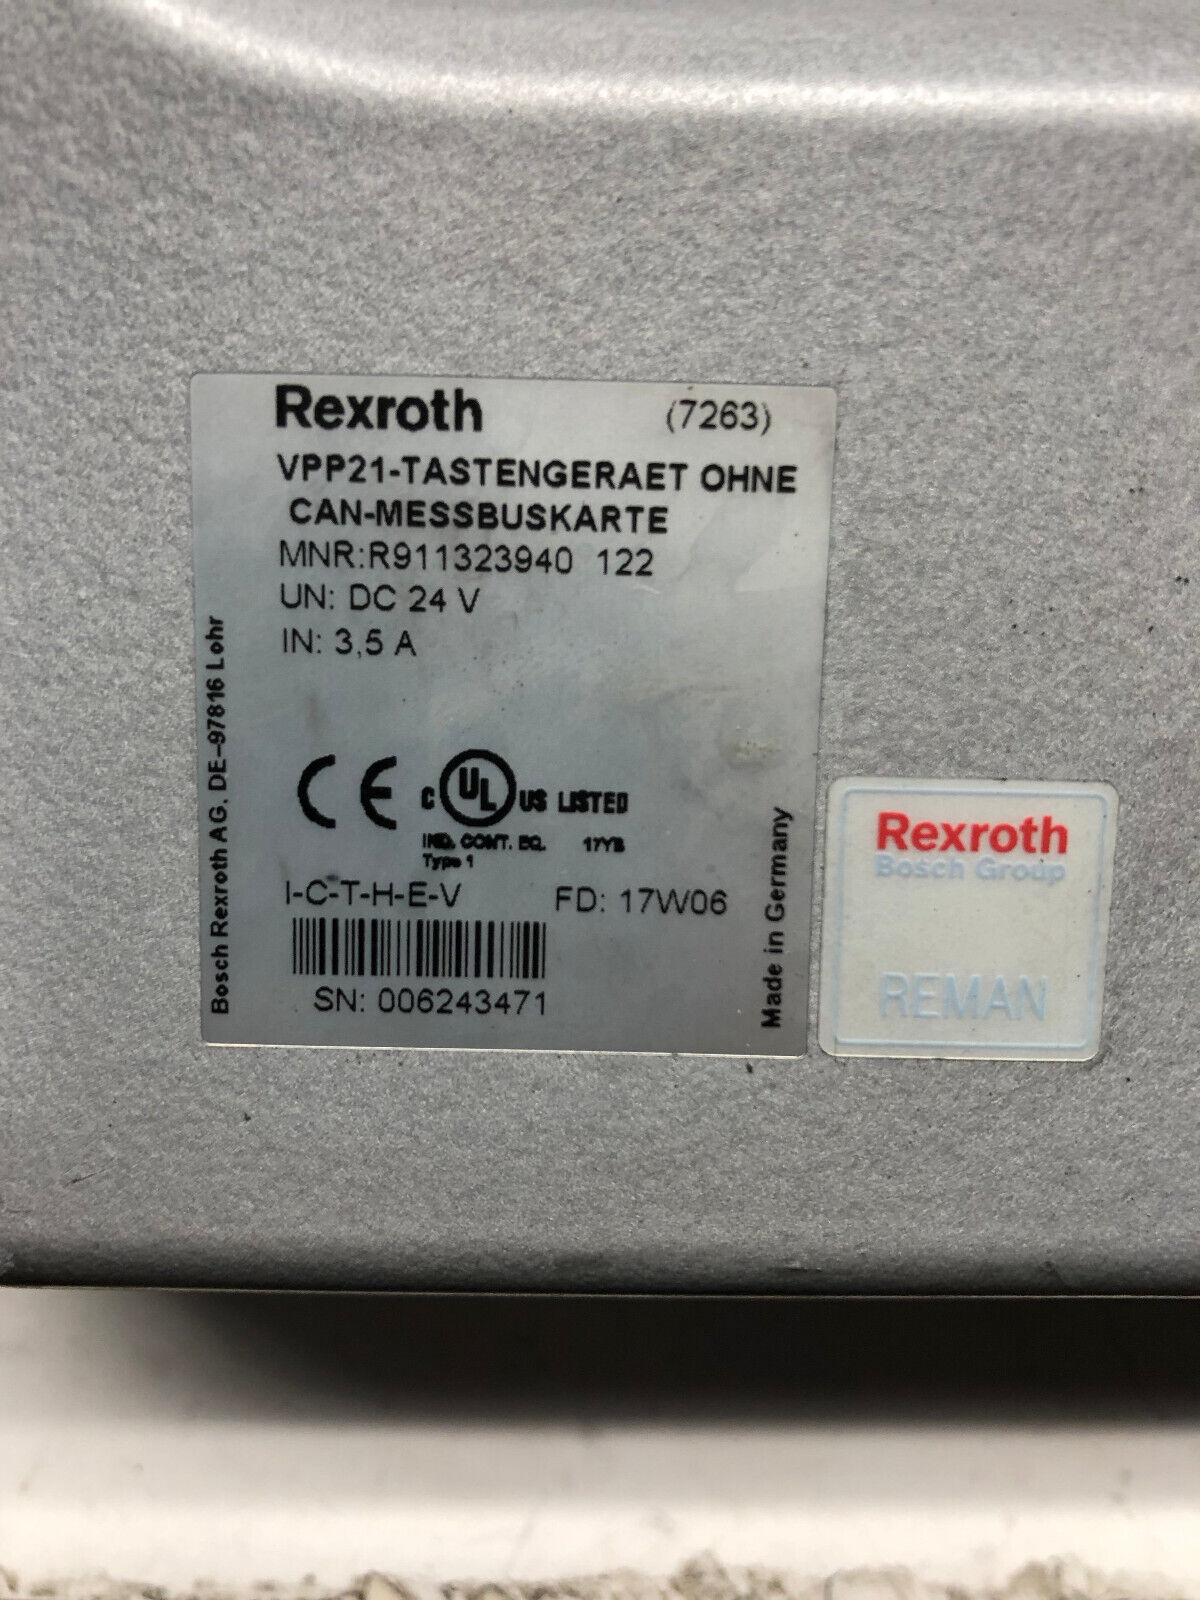 Rexroth (7263)
VPP21-TASTENGERAET OHNE
CAN-MESSBUSKARTE
MNR:R911323940 122
UN: DC 24 V
IN: 3,5 A
CE C UL US LISTED
IND. CONT. EQ. 17YB
Type 1
I-C-T-H-E-V FD: 17W06
SN: 006243471
Bosch Rexroth AG, DE-97816 Lohr
Made in Germany
Rexroth
Bosch Group
REMAN